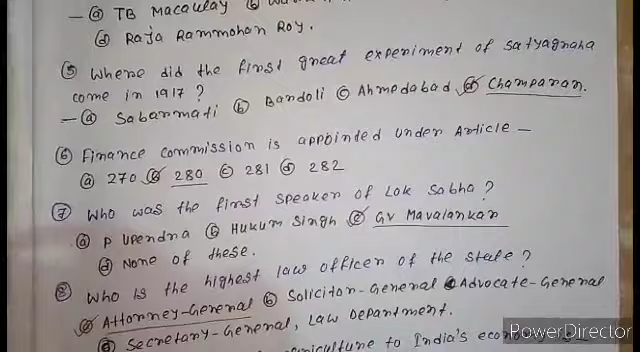 — ⓐ TB Macaulay ⓑ
ⓓ Raja Rammohan Roy.
⑤ Where did the first great experiment of satyagraha
come in 1917?
— ⓐ Sabarmati ⓑ Bandoli ⓒ Ahmedabad ⓓ Champaran.
⑥ Finance commission is appointed under Article —
ⓐ 270 ⓑ 280 ⓒ 281 ⓓ 282
⑦ Who was the first speaker of Lok Sabha?
ⓐ P Upendra ⓑ Hukum Singh ⓒ GV Mavalankar
ⓓ None of these.
⑧ Who is the highest law officer of the state?
ⓐ Attorney-General ⓑ Solicitor-General ⓒ Advocate-General
ⓓ Secretary-General, Law Department.
to India's
PowerDirector